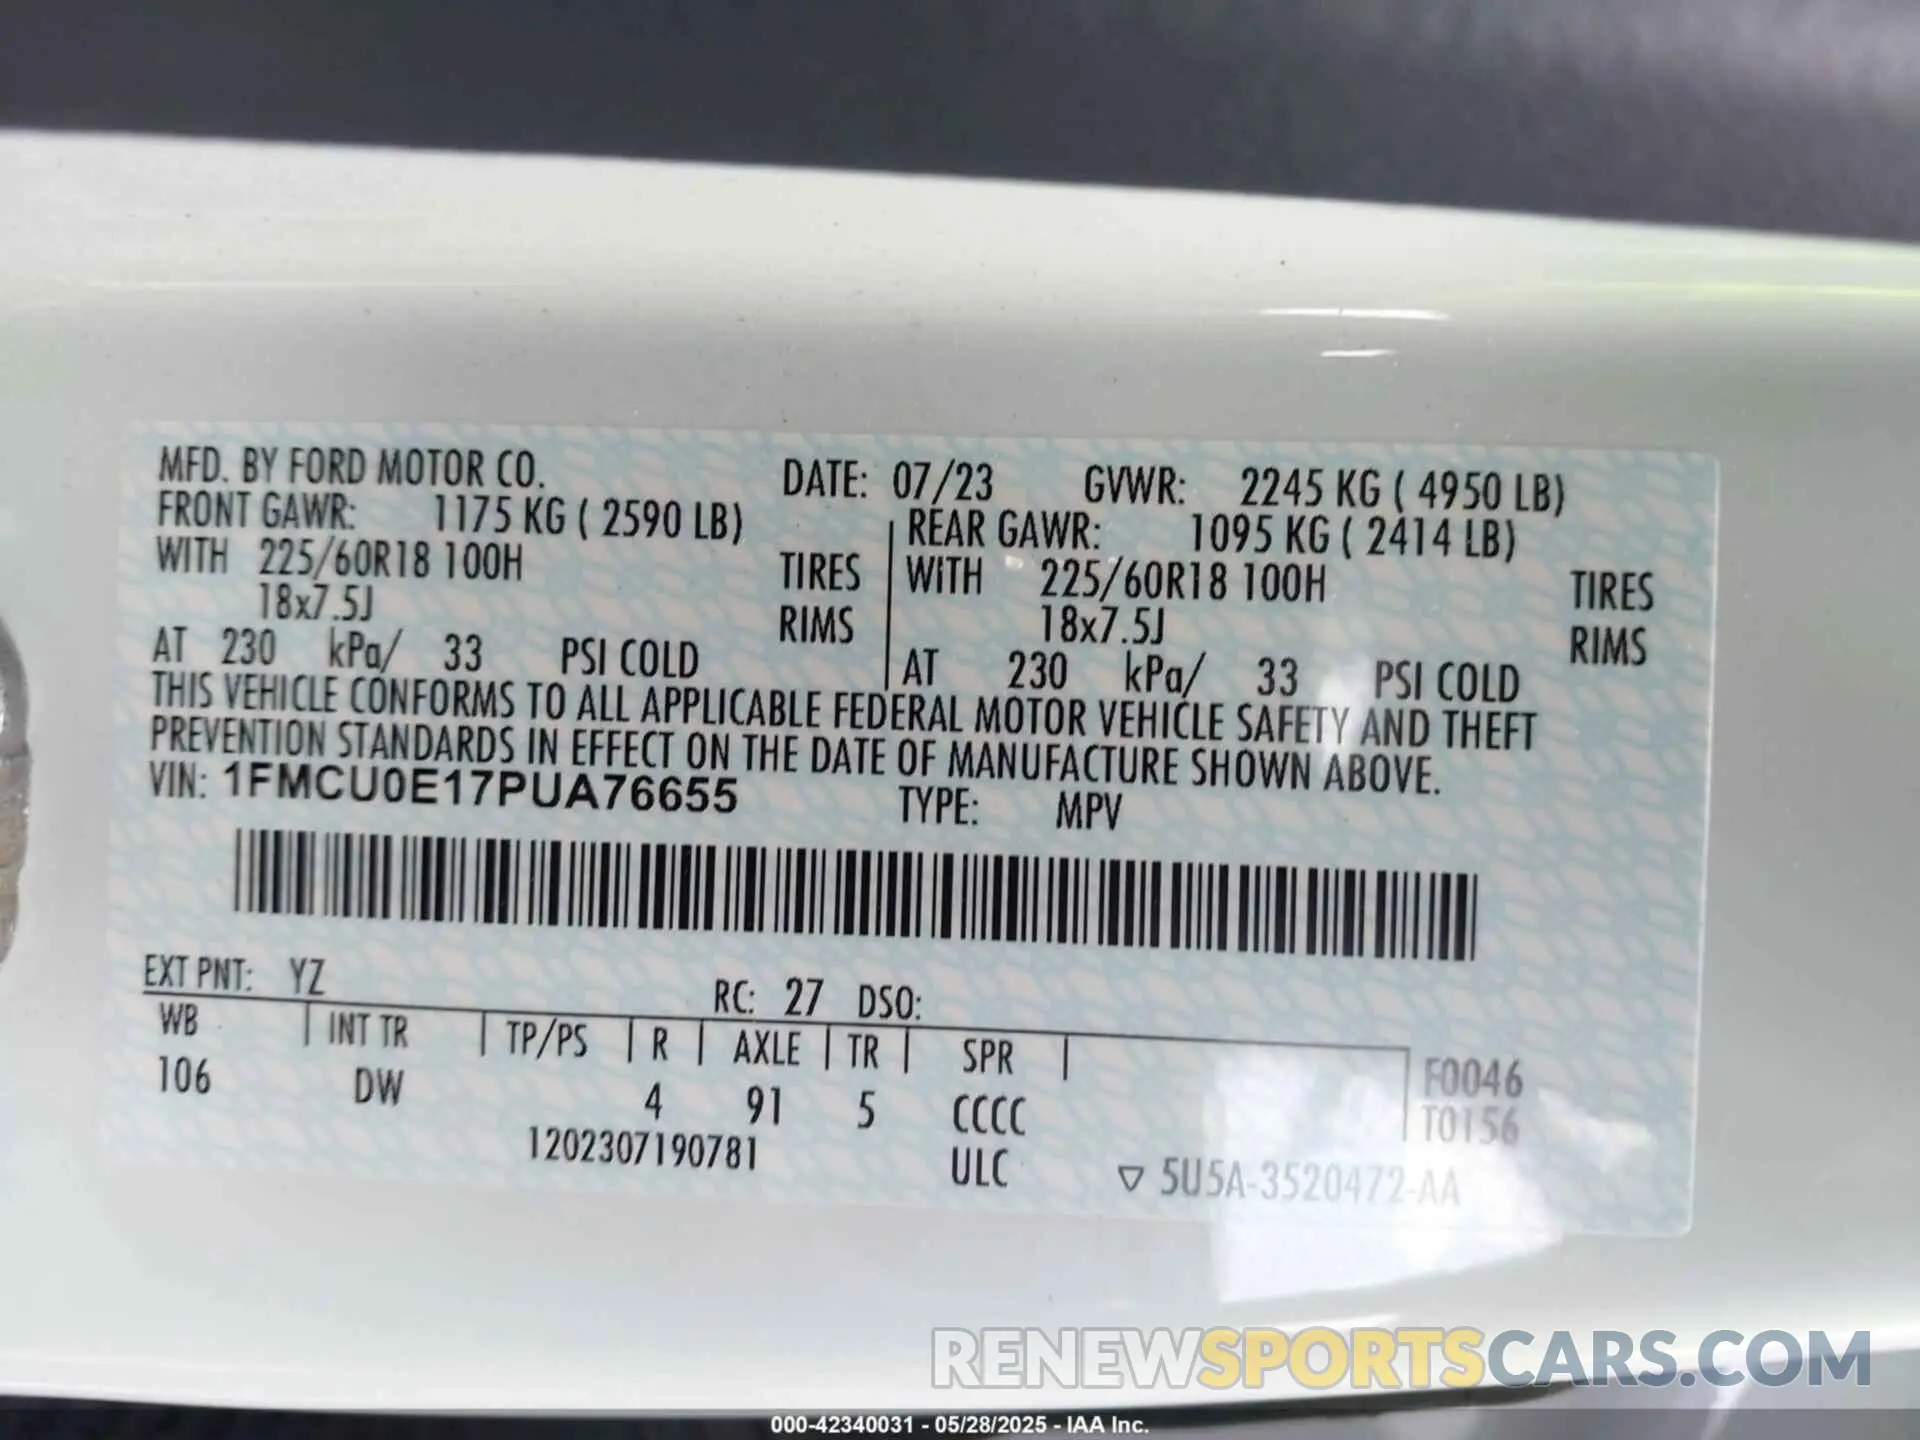 MFD. BY FORD MOTOR CO. DATE: 07/23 GVWR: 2245 KG ( 4950 LB)
FRONT GAWR: 1175 KG ( 2590 LB) REAR GAWR: 1095 KG ( 2414 LB)
WITH 225/60R18 100H TIRES WITH 225/60R18 100H TIRES
18x7.5J RIMS 18x7.5J RIMS
AT 230 kPa/ 33 PSI COLD AT 230 kPa/ 33 PSI COLD
THIS VEHICLE CONFORMS TO ALL APPLICABLE FEDERAL MOTOR VEHICLE SAFETY AND THEFT
PREVENTION STANDARDS IN EFFECT ON THE DATE OF MANUFACTURE SHOWN ABOVE.
VIN: 1FMCU0E17PUA76655 TYPE: MPV
EXT PNT: YZ RC: 27 DSO:
WB INT TR TP/PS R AXLE TR SPR F0046
106 DW 4 91 5 CCCC T0156
1202307190781 ULC ▽ 5U5A-3520472-AA
RENEWSPORTSCARS.COM
000-42340031 - 05/28/2025 - IAA Inc.